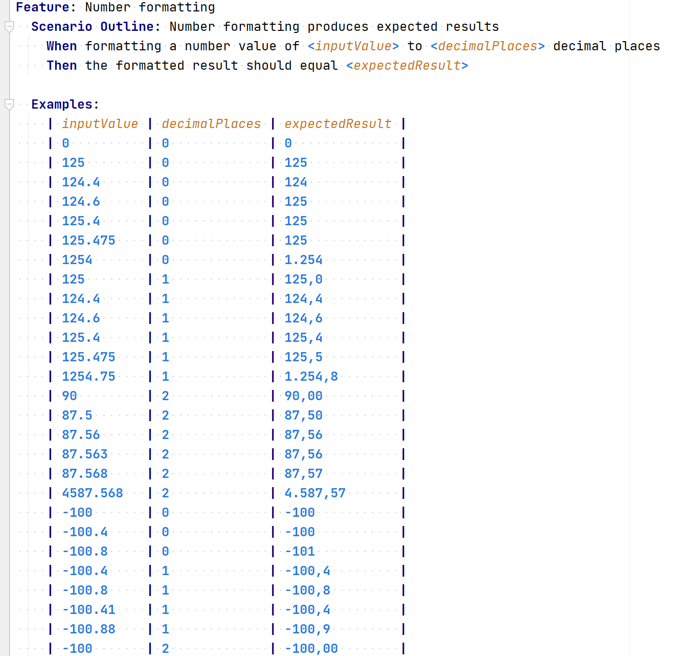 Feature: Number formatting
Scenario Outline: Number formatting produces expected results
When formatting a number value of <inputValue> to <decimalPlaces> decimal places
Then the formatted result should equal <expectedResult>
Examples:
| inputValue | decimalPlaces | expectedResult |
| 0 | 0 | 0 |
| 125 | 0 | 125 |
| 124.4 | 0 | 124 |
| 124.6 | 0 | 125 |
| 125.4 | 0 | 125 |
| 125.475 | 0 | 125 |
| 1254 | 0 | 1.254 |
| 125 | 1 | 125,0 |
| 124.4 | 1 | 124,4 |
| 124.6 | 1 | 124,6 |
| 125.4 | 1 | 125,4 |
| 125.475 | 1 | 125,5 |
| 1254.75 | 1 | 1.254,8 |
| 90 | 2 | 90,00 |
| 87.5 | 2 | 87,50 |
| 87.56 | 2 | 87,56 |
| 87.563 | 2 | 87,56 |
| 87.568 | 2 | 87,57 |
| 4587.568 | 2 | 4.587,57 |
| -100 | 0 | -100 |
| -100.4 | 0 | -100 |
| -100.8 | 0 | -101 |
| -100.4 | 1 | -100,4 |
| -100.8 | 1 | -100,8 |
| -100.41 | 1 | -100,4 |
| -100.88 | 1 | -100,9 |
| -100 | 2 | -100,00 |